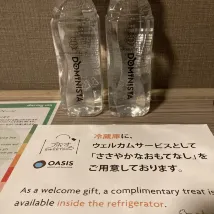 DOMINISTA
DOMINISTA
冷蔵庫に、
ウェルカムサービスとして
「ささやかなおもてなし」を
ご用意しております。
OASIS
As a welcome gift, a complimentary treat is
available inside the refrigerator.